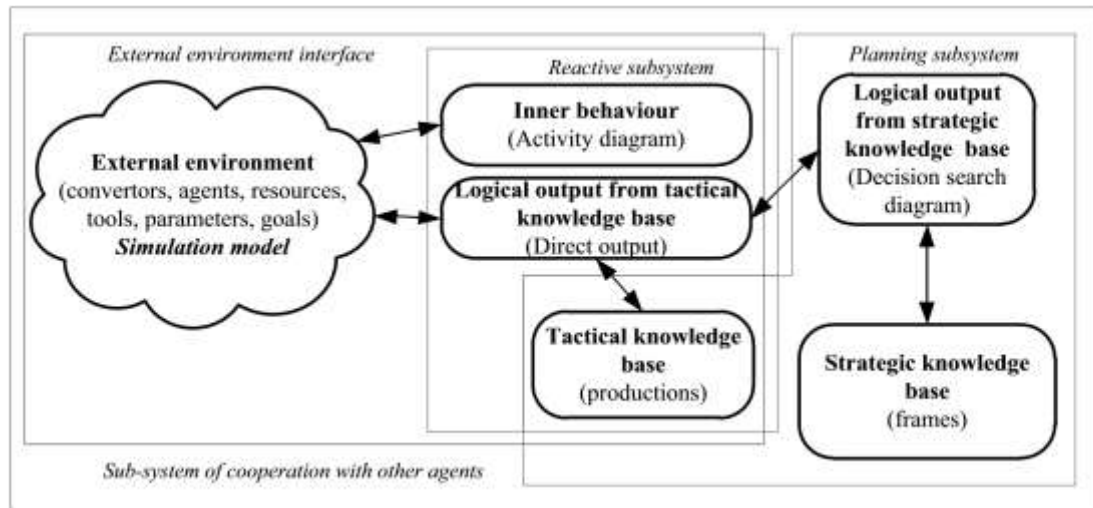 External environment interface
Reactive subsystem
Planning subsystem
External environment
(convertors, agents, resources,
tools, parameters, goals)
Simulation model
Inner behaviour
(Activity diagram)
Logical output from tactical
knowledge base
(Direct output)
Logical output
from strategic
knowledge base
(Decision search
diagram)
Tactical knowledge
base
(productions)
Strategic knowledge
base
(frames)
Sub-system of cooperation with other agents